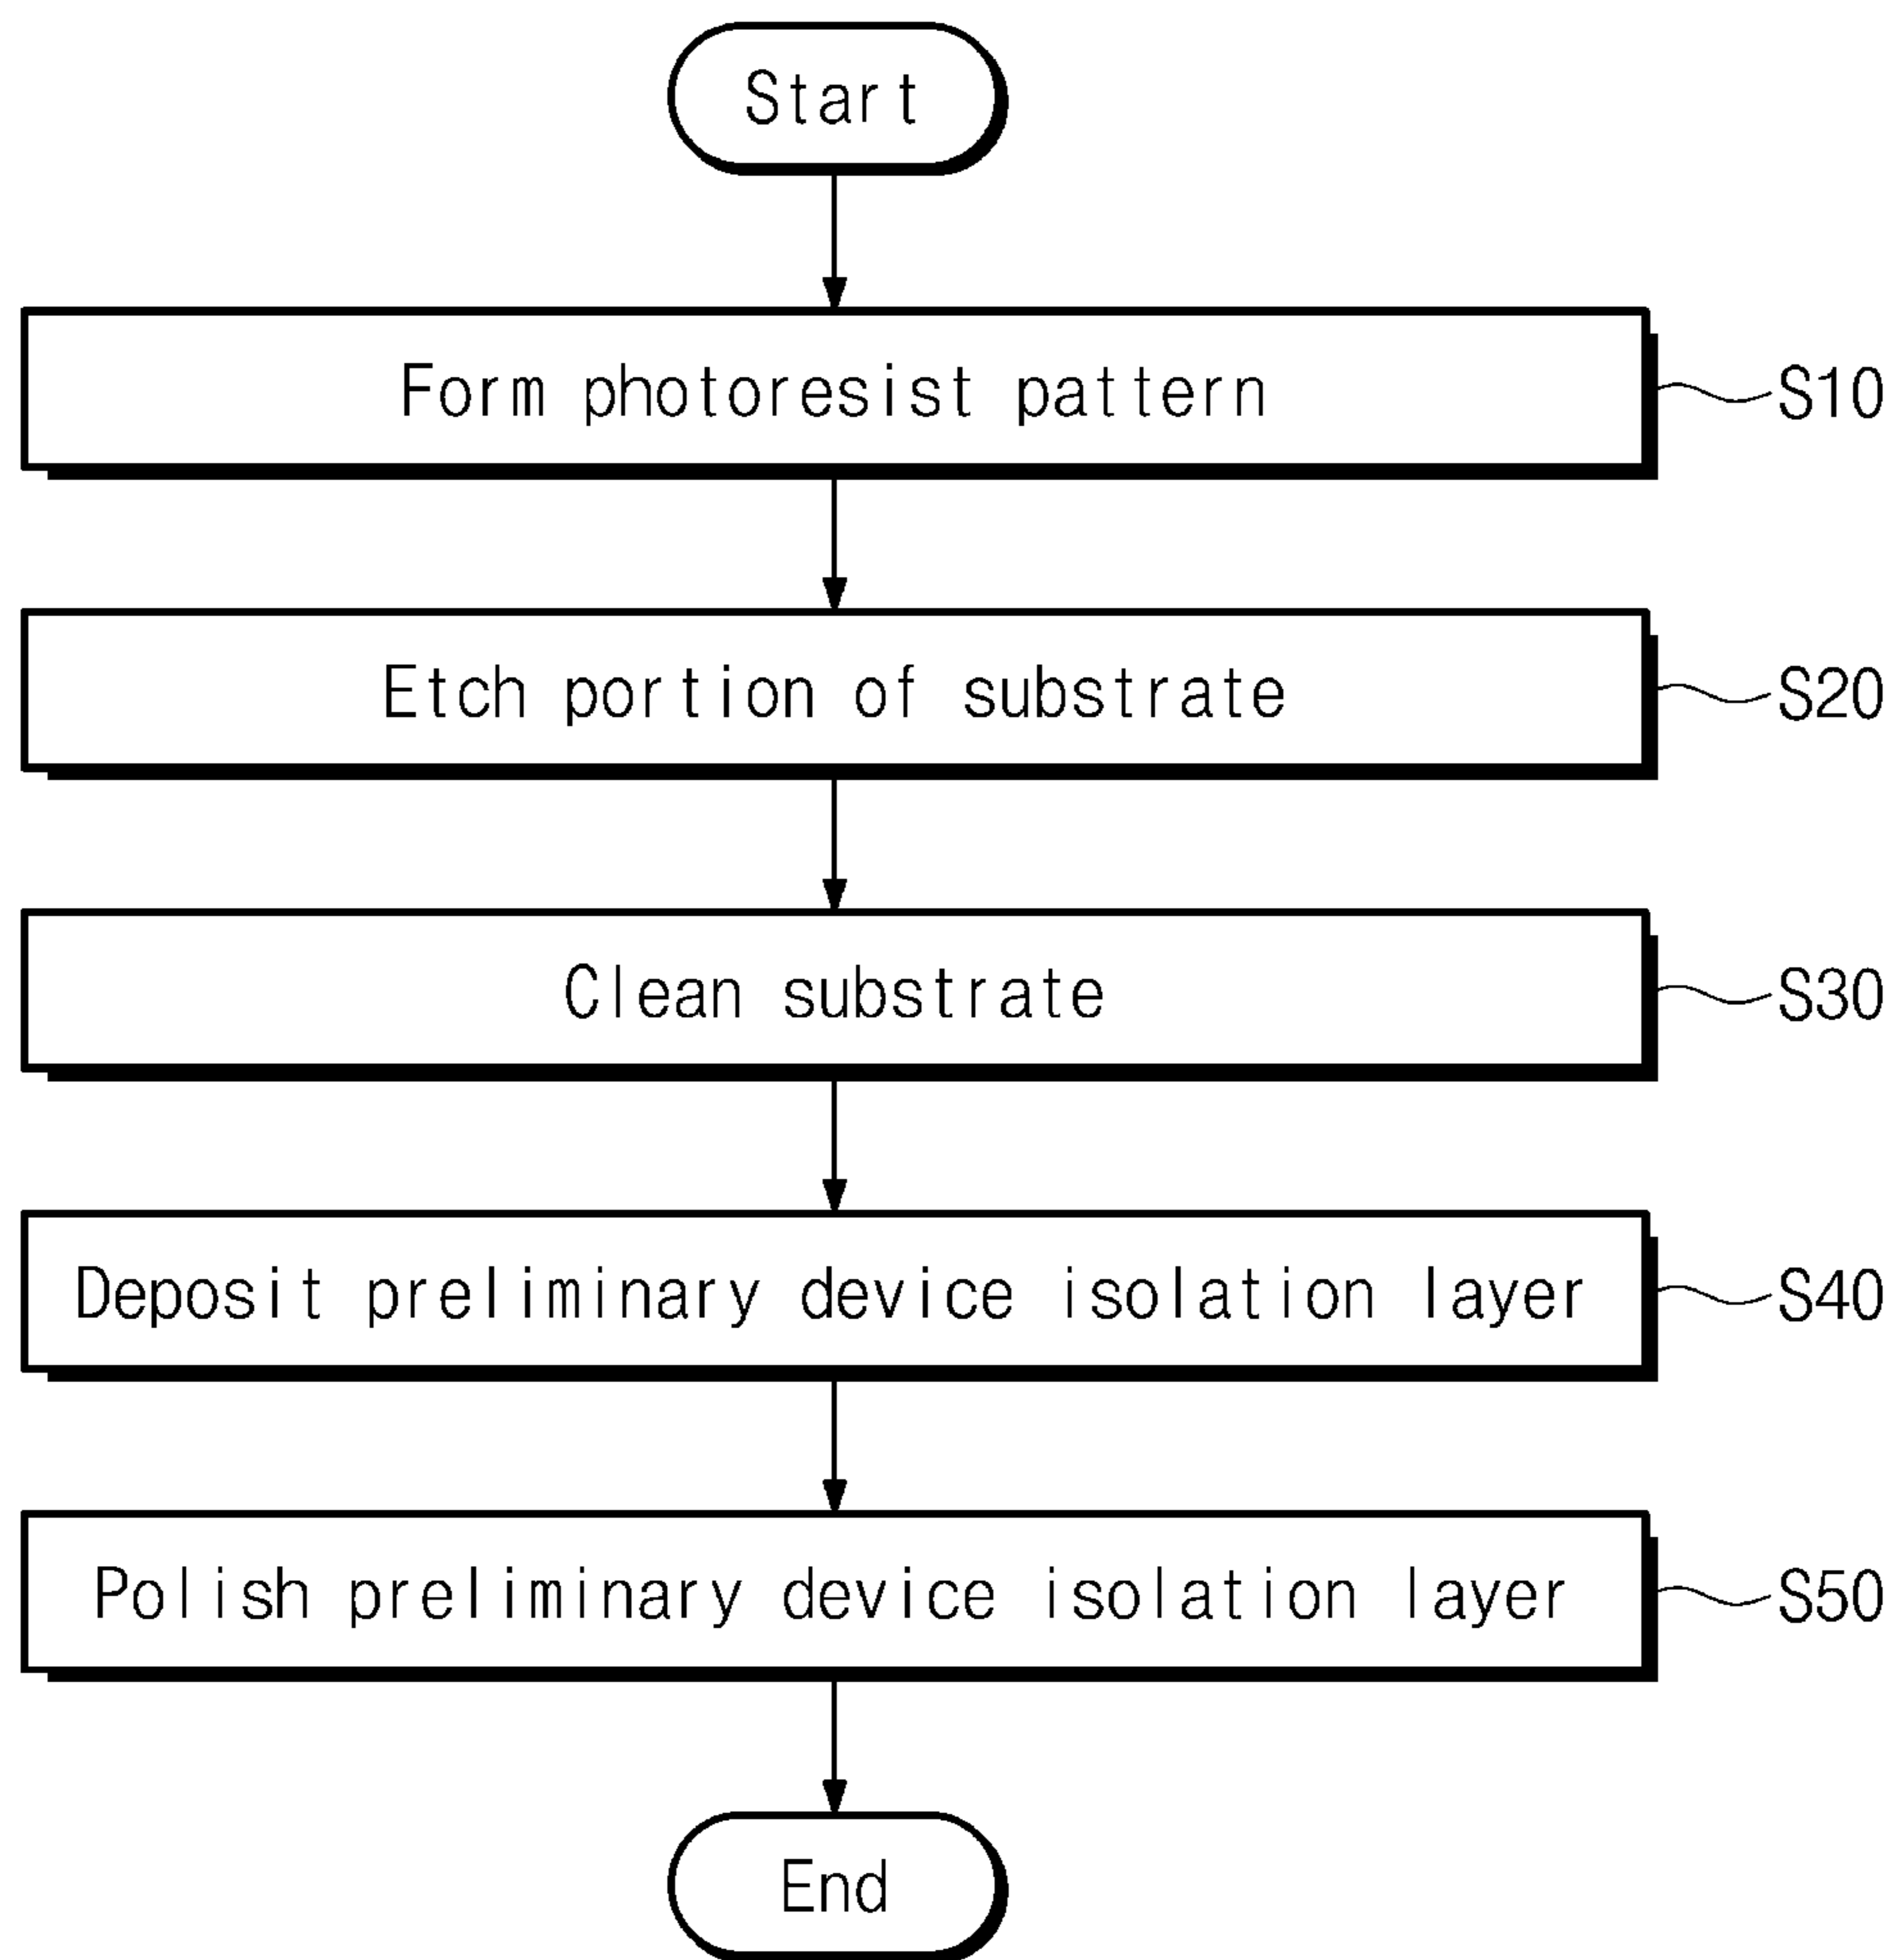 Start
Form photoresist pattern
S10
Etch portion of substrate
S20
Clean substrate
S30
Deposit preliminary device isolation layer
S40
Polish preliminary device isolation layer
S50
End